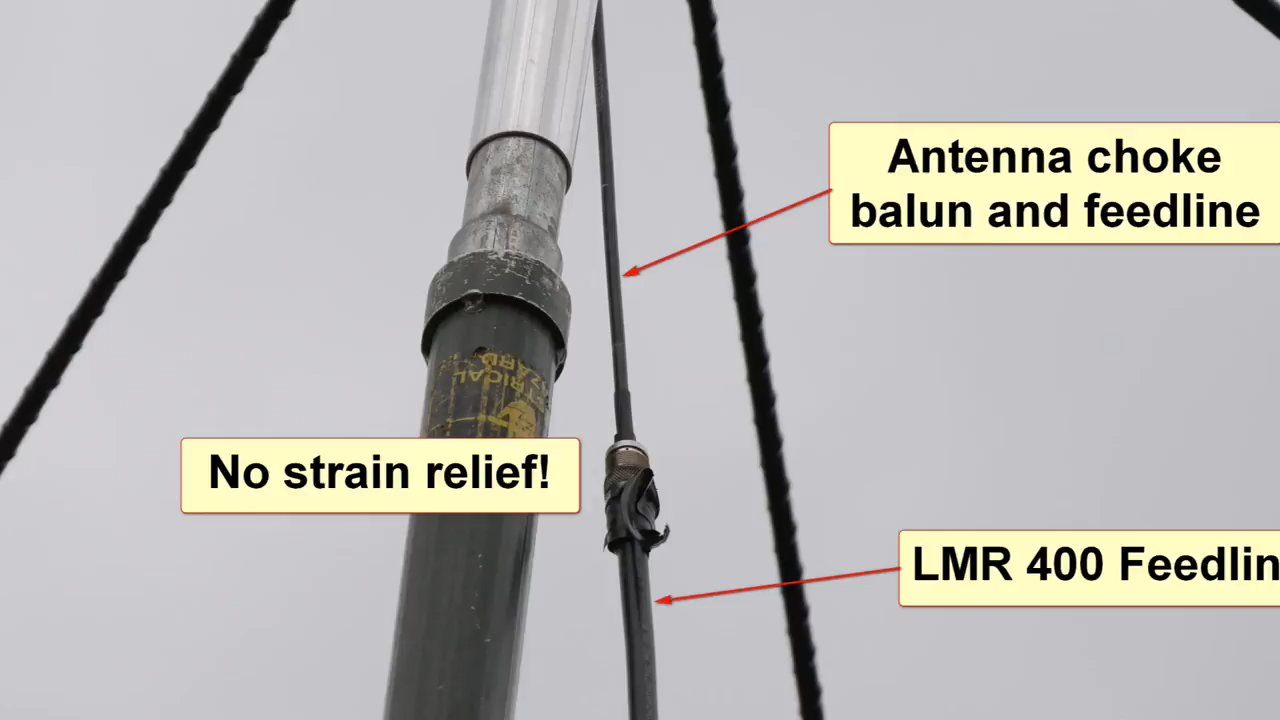 Antenna choke
balun and feedline
No strain relief!
LMR 400 Feedlin